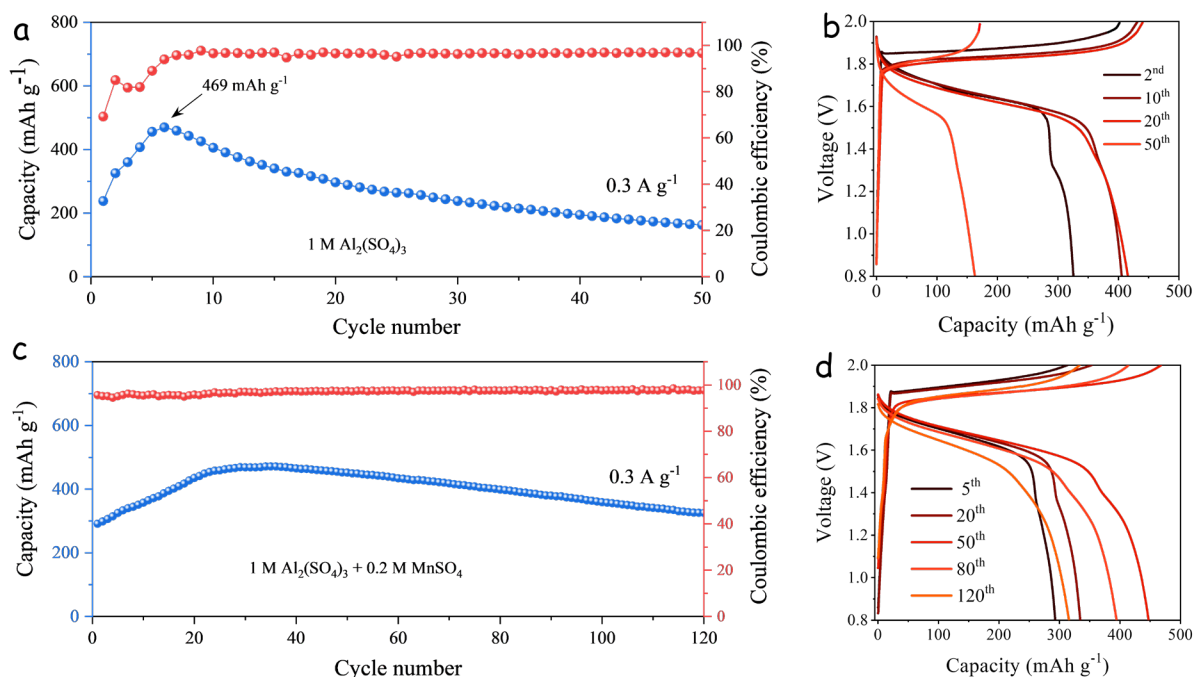 a
Capacity (mAh g⁻¹)
800
600
400
200
0
469 mAh g⁻¹
0.3 A g⁻¹
1 M Al₂(SO₄)₃
0
10
20
30
40
50
Cycle number
100
80
60
40
20
0
Coulombic efficiency (%)
b
Voltage (V)
2.0
1.8
1.6
1.4
1.2
1.0
0.8
2ⁿᵈ
10ᵗʰ
20ᵗʰ
50ᵗʰ
0
100
200
300
400
500
Capacity (mAh g⁻¹)
c
Capacity (mAh g⁻¹)
800
600
400
200
0
0.3 A g⁻¹
1 M Al₂(SO₄)₃ + 0.2 M MnSO₄
0
20
40
60
80
100
120
Cycle number
100
80
60
40
20
0
Coulombic efficiency (%)
d
Voltage (V)
2.0
1.8
1.6
1.4
1.2
1.0
0.8
5ᵗʰ
20ᵗʰ
50ᵗʰ
80ᵗʰ
120ᵗʰ
0
100
200
300
400
500
Capacity (mAh g⁻¹)